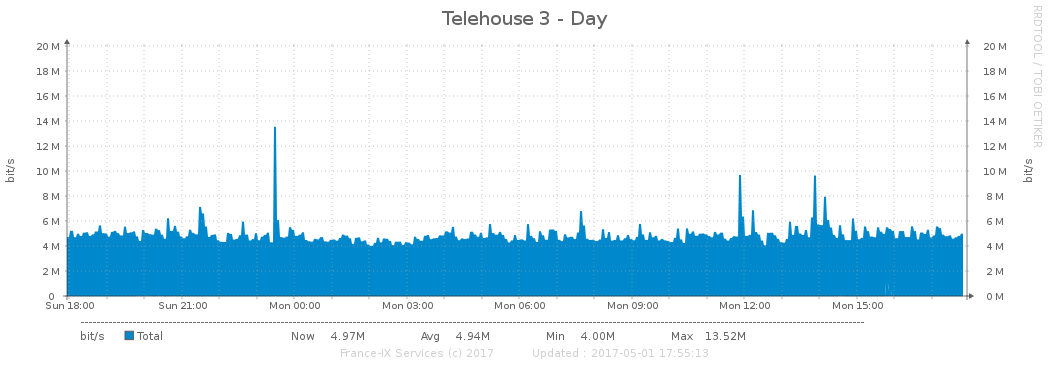 Telehouse 3 - Day
RRDTOOL / TOBI OETIKER
bit/s
20 M 20 M
18 M 18 M
16 M 16 M
14 M 14 M
12 M 12 M
10 M 10 M
8 M 8 M
6 M 6 M
4 M 4 M
2 M 2 M
0 0 M
bit/s
Sun 18:00 Sun 21:00 Mon 00:00 Mon 03:00 Mon 06:00 Mon 09:00 Mon 12:00 Mon 15:00
bit/s Total Now 4.97M Avg 4.94M Min 4.00M Max 13.52M
France-IX Services (c) 2017 Updated : 2017-05-01 17:55:13